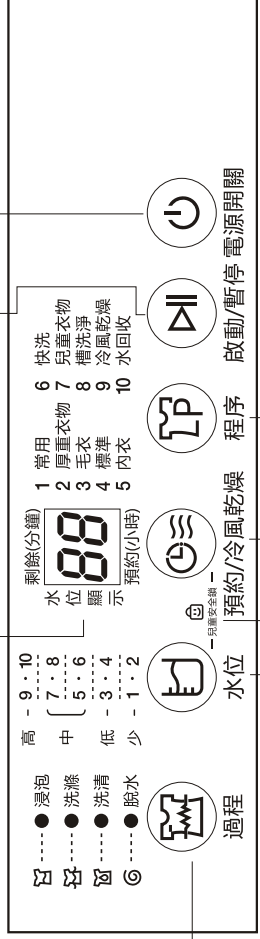 浸泡
洗滌
洗清
脫水
高 - 9・10
中 7・8
5・6
低 - 3・4
少 - 1・2
水位顯示
剩餘(分鐘)
88
預約(小時)
1 常用
2 厚重衣物
3 毛衣
4 標準
5 內衣
6 快洗
7 兒童衣物
8 槽洗淨
9 冷風乾燥
10 水回收
P
兒童安全鎖
過程 水位 預約/冷風乾燥 程序 啟動/暫停 電源開關